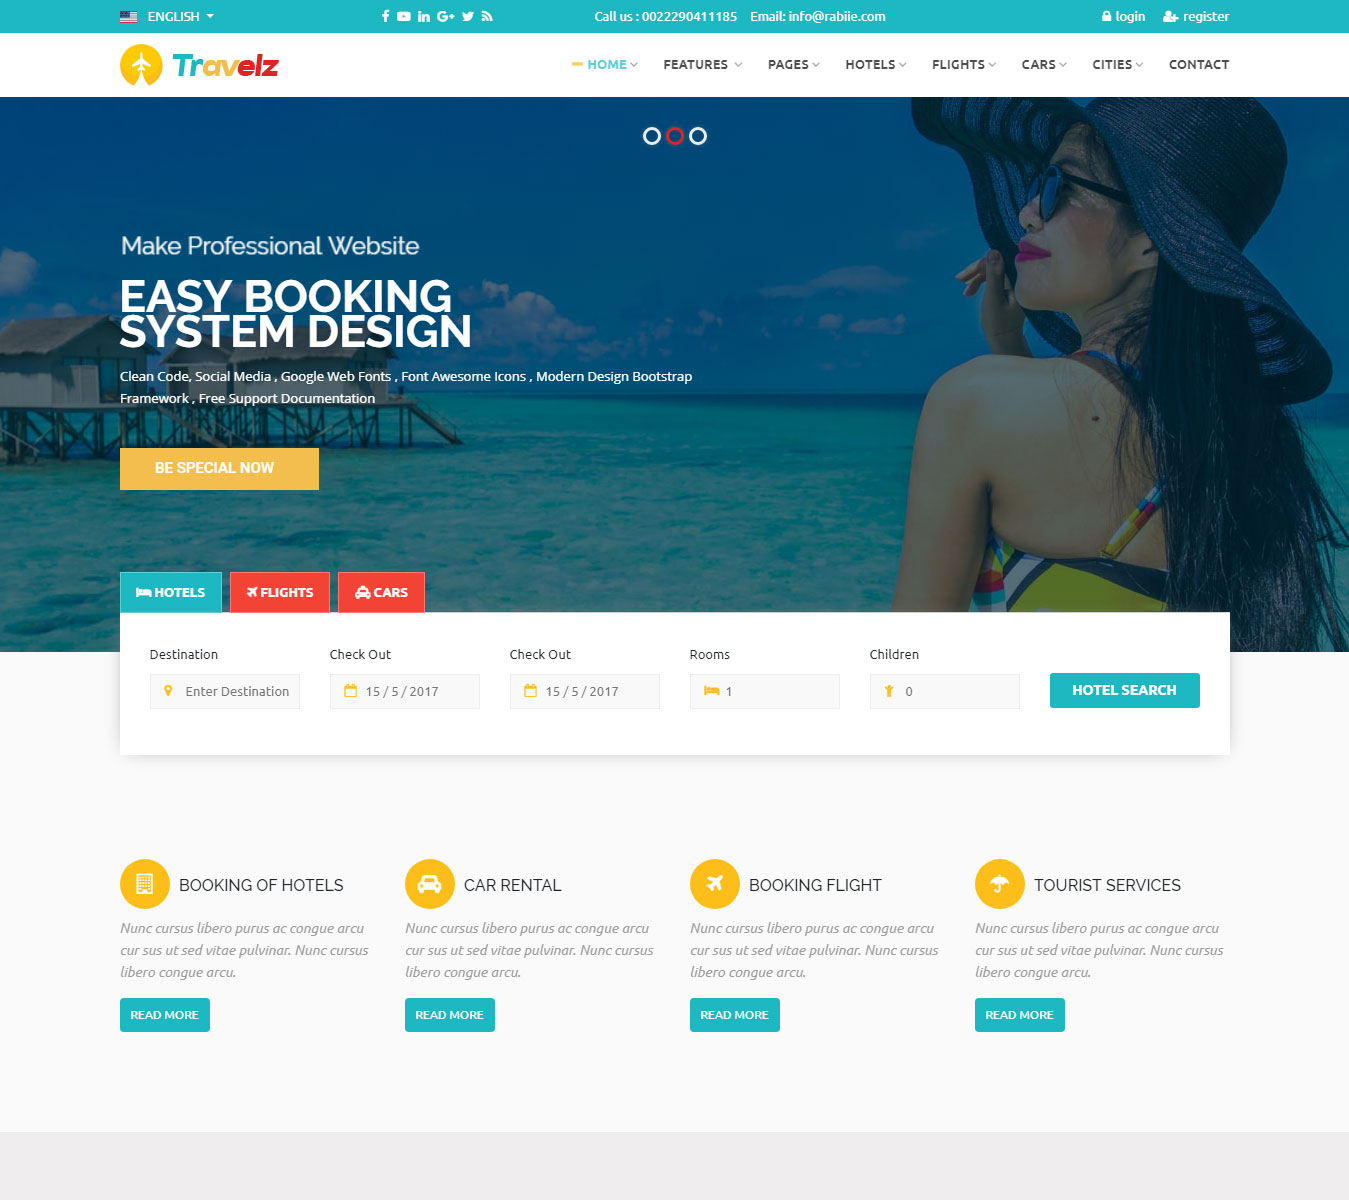 ENGLISH
Call us : 0022290411185 Email: info@rabiie.com
login register
Travelz
HOME FEATURES PAGES HOTELS FLIGHTS CARS CITIES CONTACT
Make Professional Website
EASY BOOKING
SYSTEM DESIGN
Clean Code, Social Media , Google Web Fonts , Font Awesome Icons , Modern Design Bootstrap
Framework , Free Support Documentation
BE SPECIAL NOW
HOTELS FLIGHTS CARS
Destination Check Out Check Out Rooms Children
Enter Destination 15 / 5 / 2017 15 / 5 / 2017 1 0
HOTEL SEARCH
BOOKING OF HOTELS
Nunc cursus libero purus ac congue arcu
cur sus ut sed vitae pulvinar. Nunc cursus
libero congue arcu.
READ MORE
CAR RENTAL
Nunc cursus libero purus ac congue arcu
cur sus ut sed vitae pulvinar. Nunc cursus
libero congue arcu.
READ MORE
BOOKING FLIGHT
Nunc cursus libero purus ac congue arcu
cur sus ut sed vitae pulvinar. Nunc cursus
libero congue arcu.
READ MORE
TOURIST SERVICES
Nunc cursus libero purus ac congue arcu
cur sus ut sed vitae pulvinar. Nunc cursus
libero congue arcu.
READ MORE